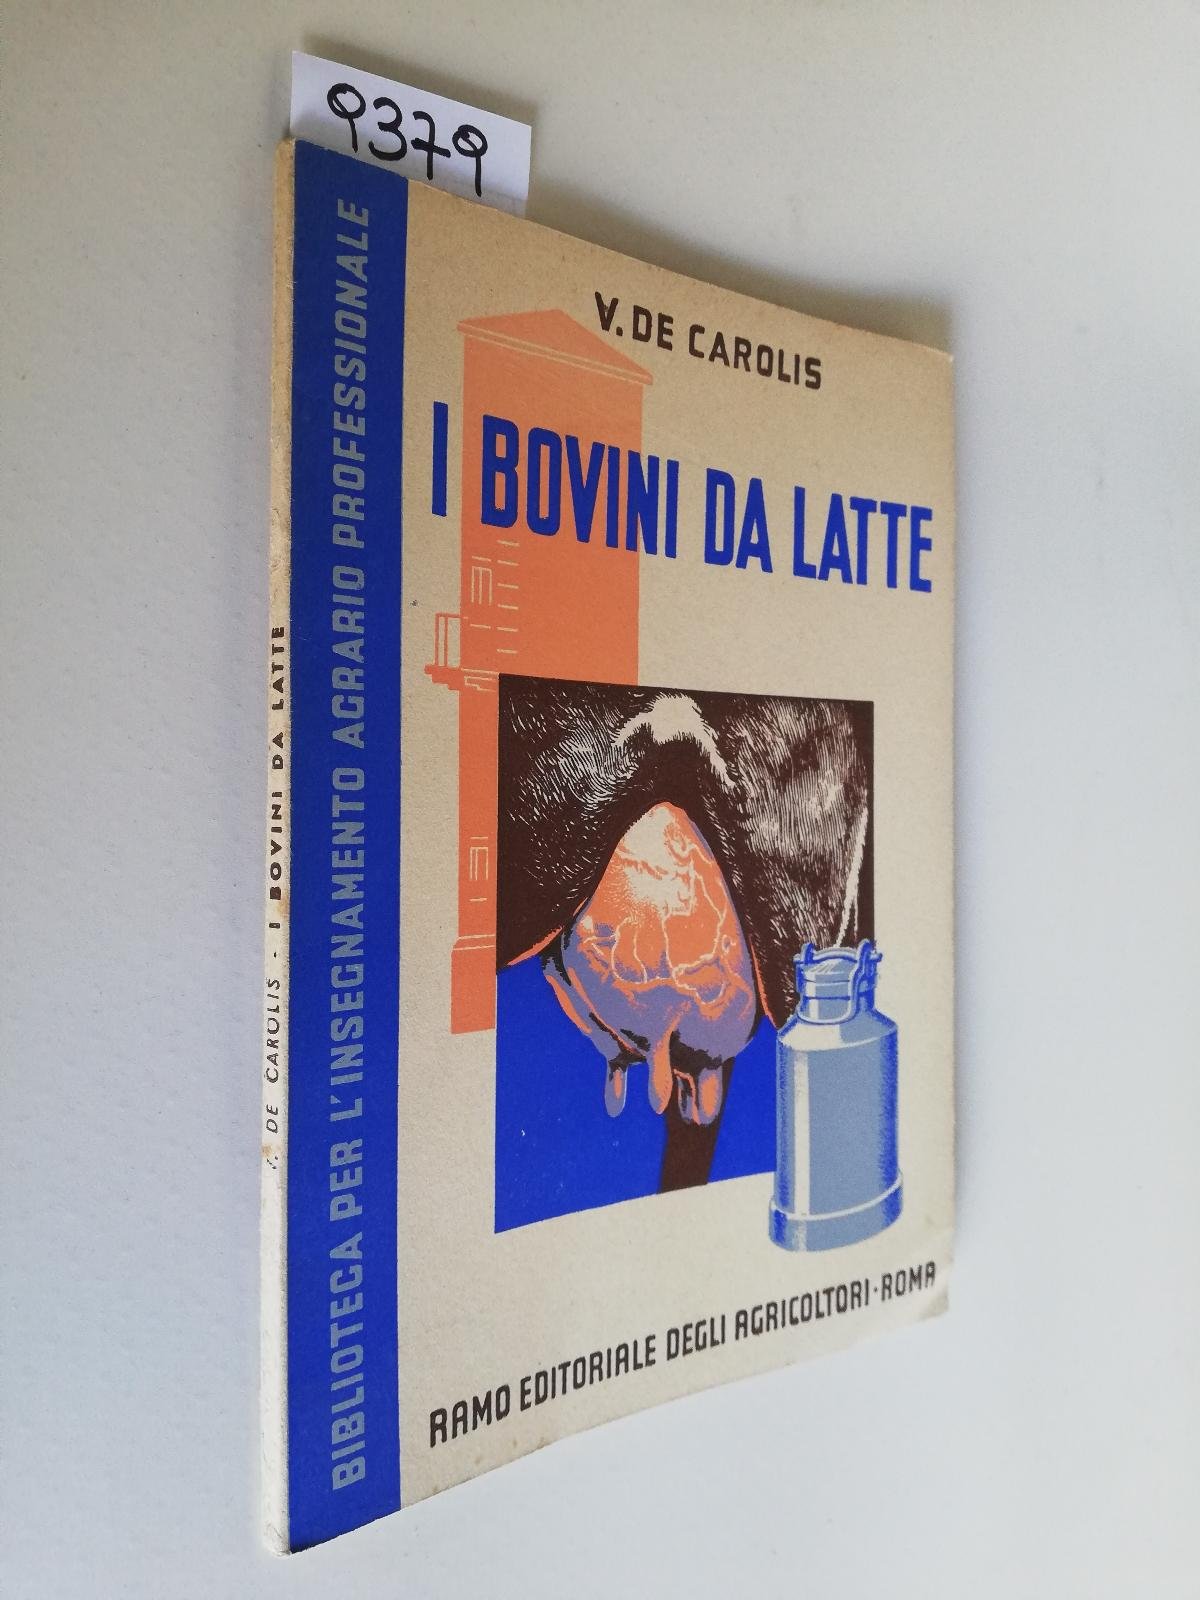 9379
V. DE CAROLIS
I BOVINI DA LATTE
RAMO EDITORIALE DEGLI AGRICOLTORI·ROMA
BIBLIOTECA PER L'INSEGNAMENTO AGRARIO PROFESSIONALE
V. DE CAROLIS - I BOVINI DA LATTE